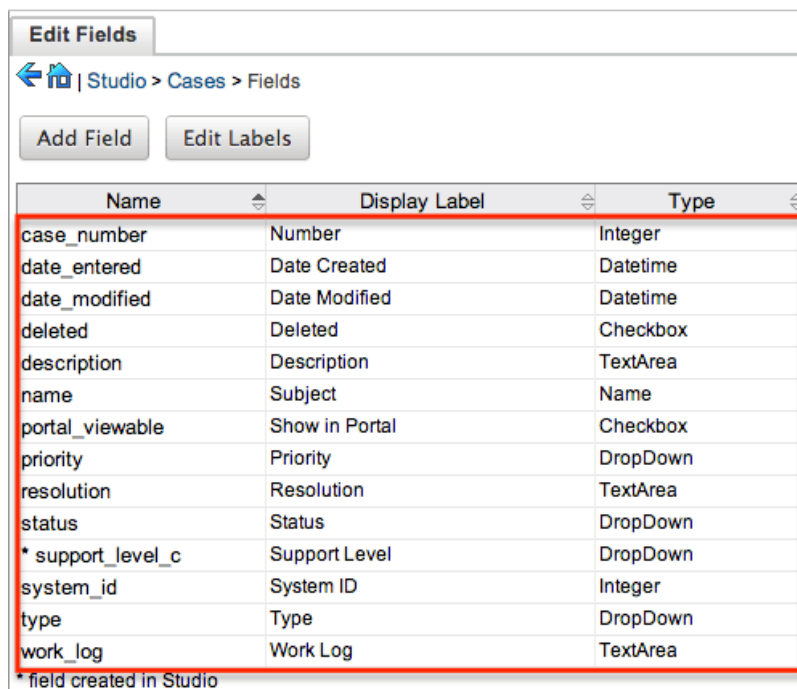 Edit Fields
| Studio > Cases > Fields
Add Field Edit Labels
Name Display Label Type
case_number Number Integer
date_entered Date Created Datetime
date_modified Date Modified Datetime
deleted Deleted Checkbox
description Description TextArea
name Subject Name
portal_viewable Show in Portal Checkbox
priority Priority DropDown
resolution Resolution TextArea
status Status DropDown
* support_level_c Support Level DropDown
system_id System ID Integer
type Type DropDown
work_log Work Log TextArea
* field created in Studio